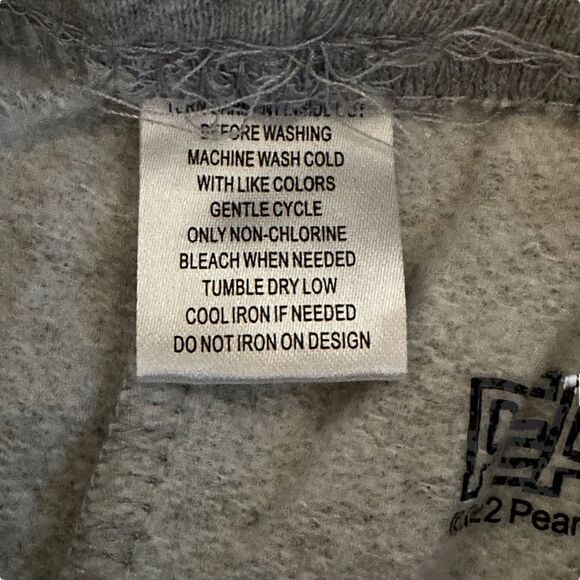 BEFORE WASHING
MACHINE WASH COLD
WITH LIKE COLORS
GENTLE CYCLE
ONLY NON-CHLORINE
BLEACH WHEN NEEDED
TUMBLE DRY LOW
COOL IRON IF NEEDED
DO NOT IRON ON DESIGN
Pean